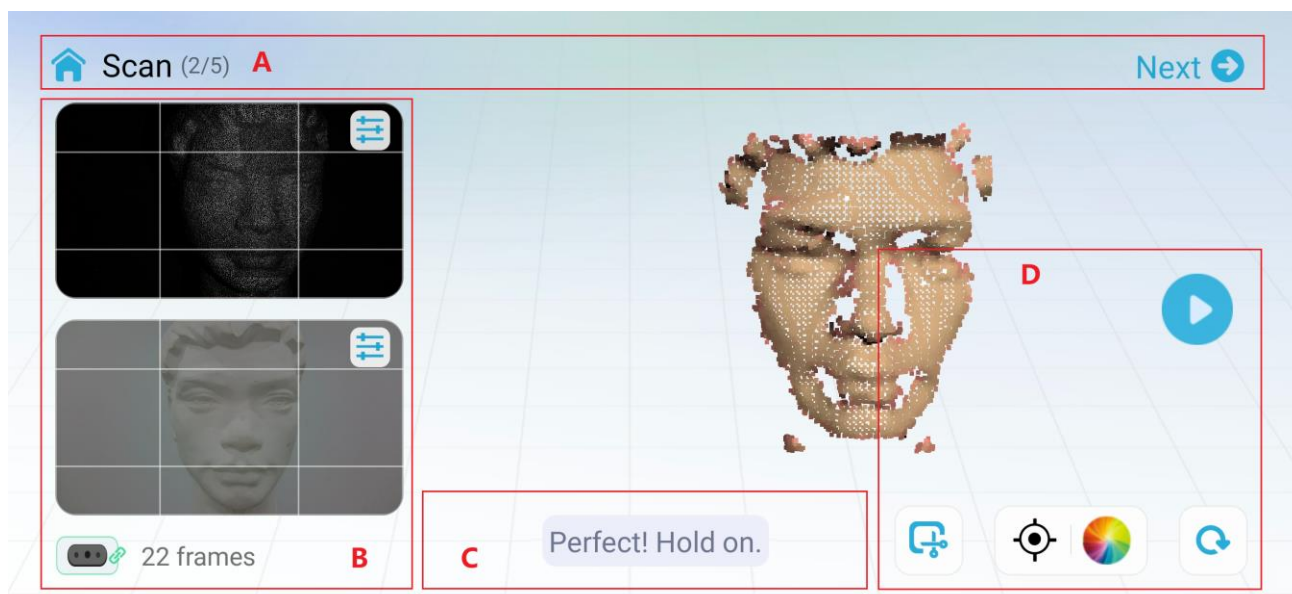 Scan (2/5) A
Next
D
Perfect! Hold on.
22 frames
B
C